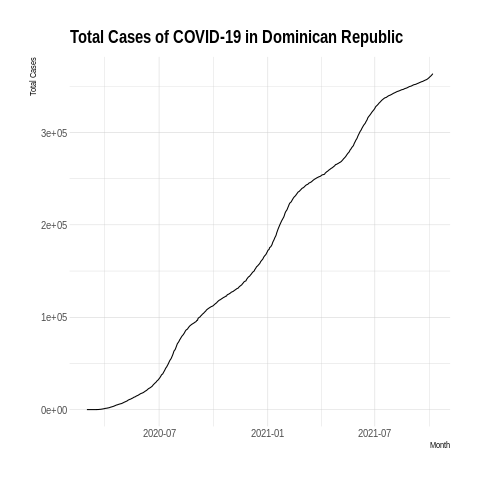 Total Cases of COVID-19 in Dominican Republic
Total Cases
3e+05
2e+05
1e+05
0e+00
2020-07
2021-01
2021-07
Month